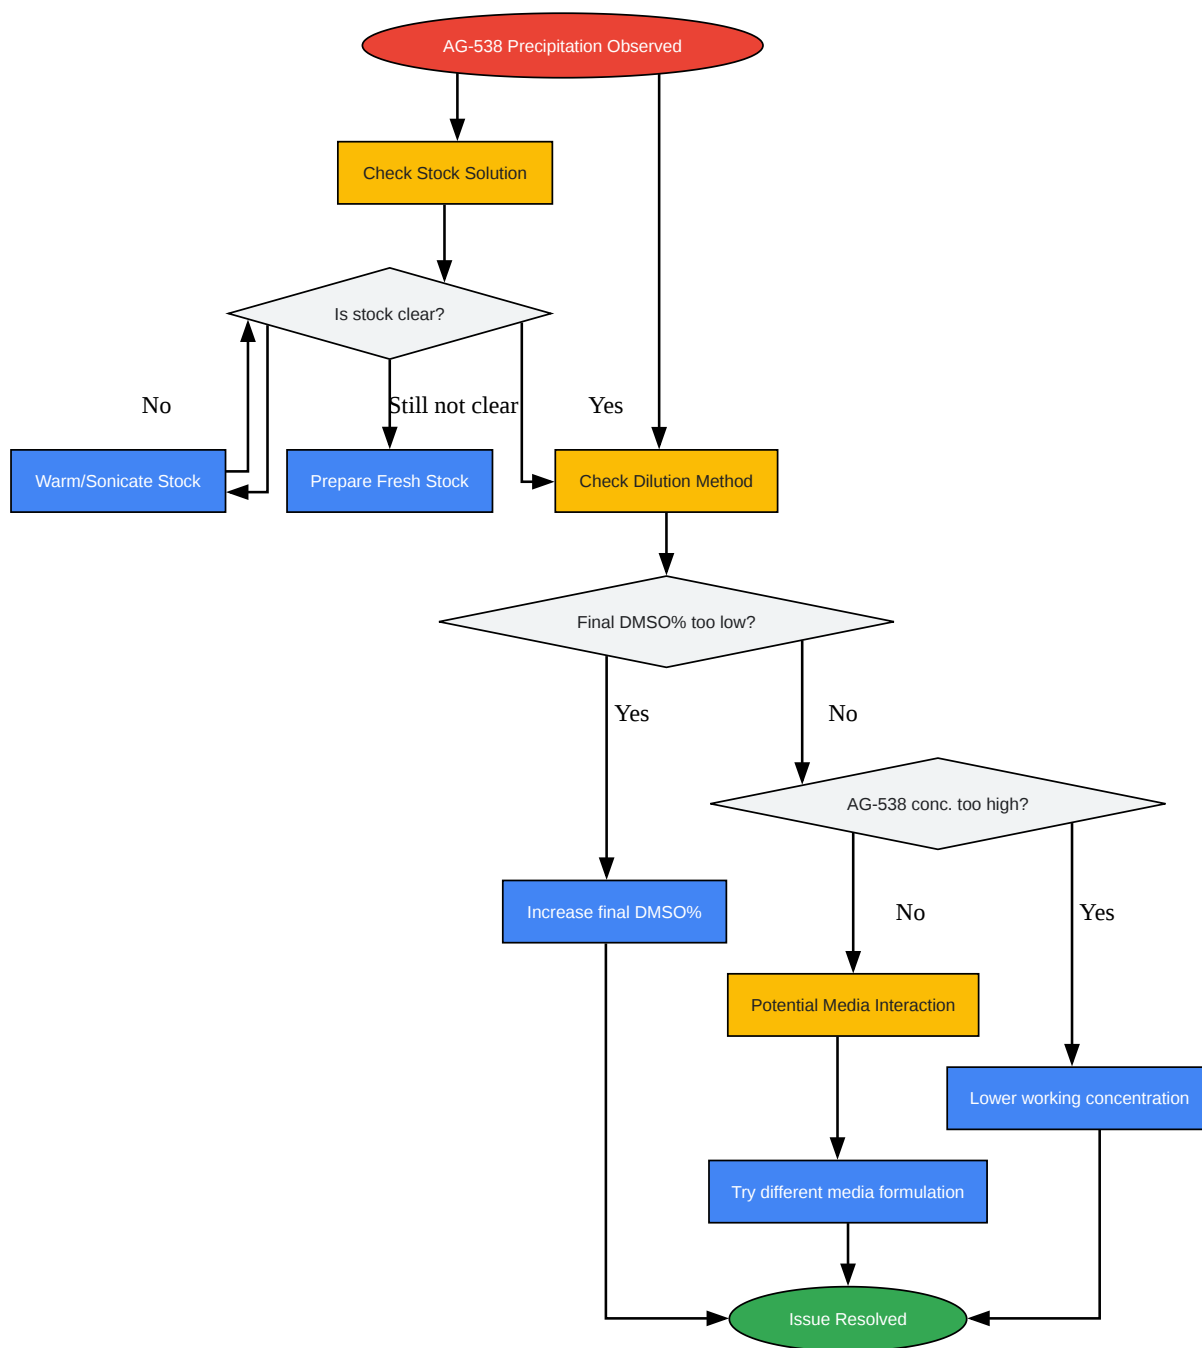 AG-538 Precipitation Observed
Check Stock Solution
Is stock clear?
No
Still not clear
Yes
Warm/Sonicate Stock
Prepare Fresh Stock
Check Dilution Method
Final DMSO% too low?
Yes
No
AG-538 conc. too high?
Increase final DMSO%
No
Yes
Potential Media Interaction
Lower working concentration
Try different media formulation
Issue Resolved